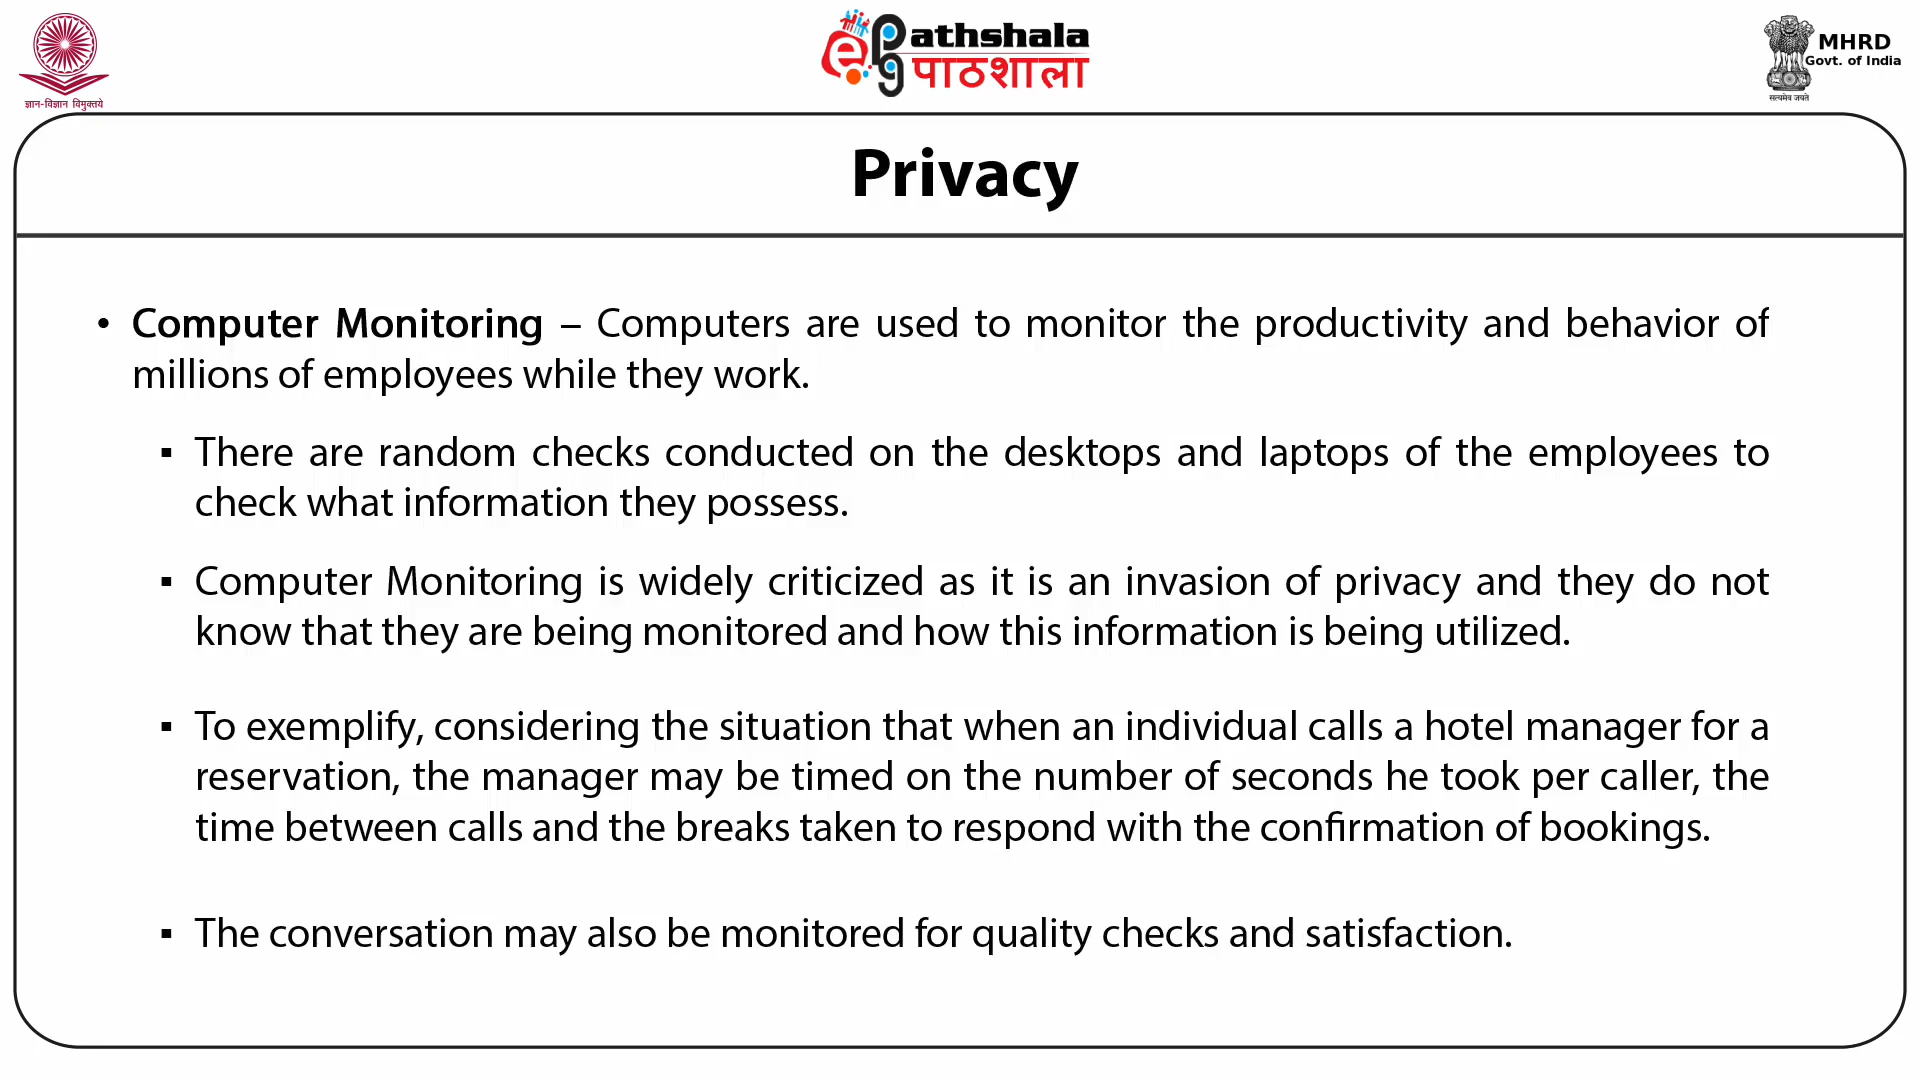 ज्ञान-विज्ञान विमुक्तये
e pg athshala
पाठशाला
MHRD
Govt. of India
सत्यमेव जयते
Privacy
• Computer Monitoring – Computers are used to monitor the productivity and behavior of
millions of employees while they work.
▪ There are random checks conducted on the desktops and laptops of the employees to
check what information they possess.
▪ Computer Monitoring is widely criticized as it is an invasion of privacy and they do not
know that they are being monitored and how this information is being utilized.
▪ To exemplify, considering the situation that when an individual calls a hotel manager for a
reservation, the manager may be timed on the number of seconds he took per caller, the
time between calls and the breaks taken to respond with the confirmation of bookings.
▪ The conversation may also be monitored for quality checks and satisfaction.